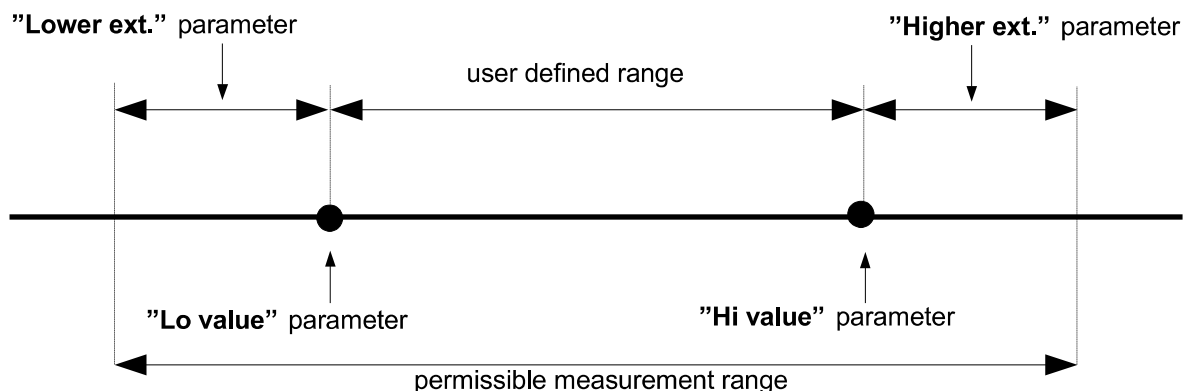 ”Lower ext.” parameter
”Higher ext.” parameter
user defined range
”Lo value” parameter
”Hi value” parameter
permissible measurement range